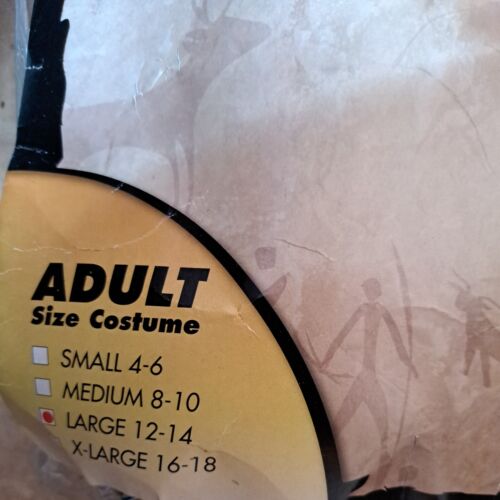 ADULT
Size Costume
SMALL 4-6
MEDIUM 8-10
LARGE 12-14
X-LARGE 16-18